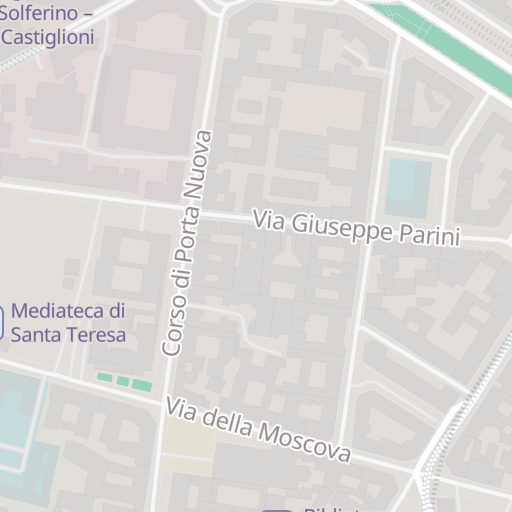 Solferino –
Castiglioni
Corso di Porta Nuova
Via Giuseppe Parini
Mediateca di
Santa Teresa
Via della Moscova